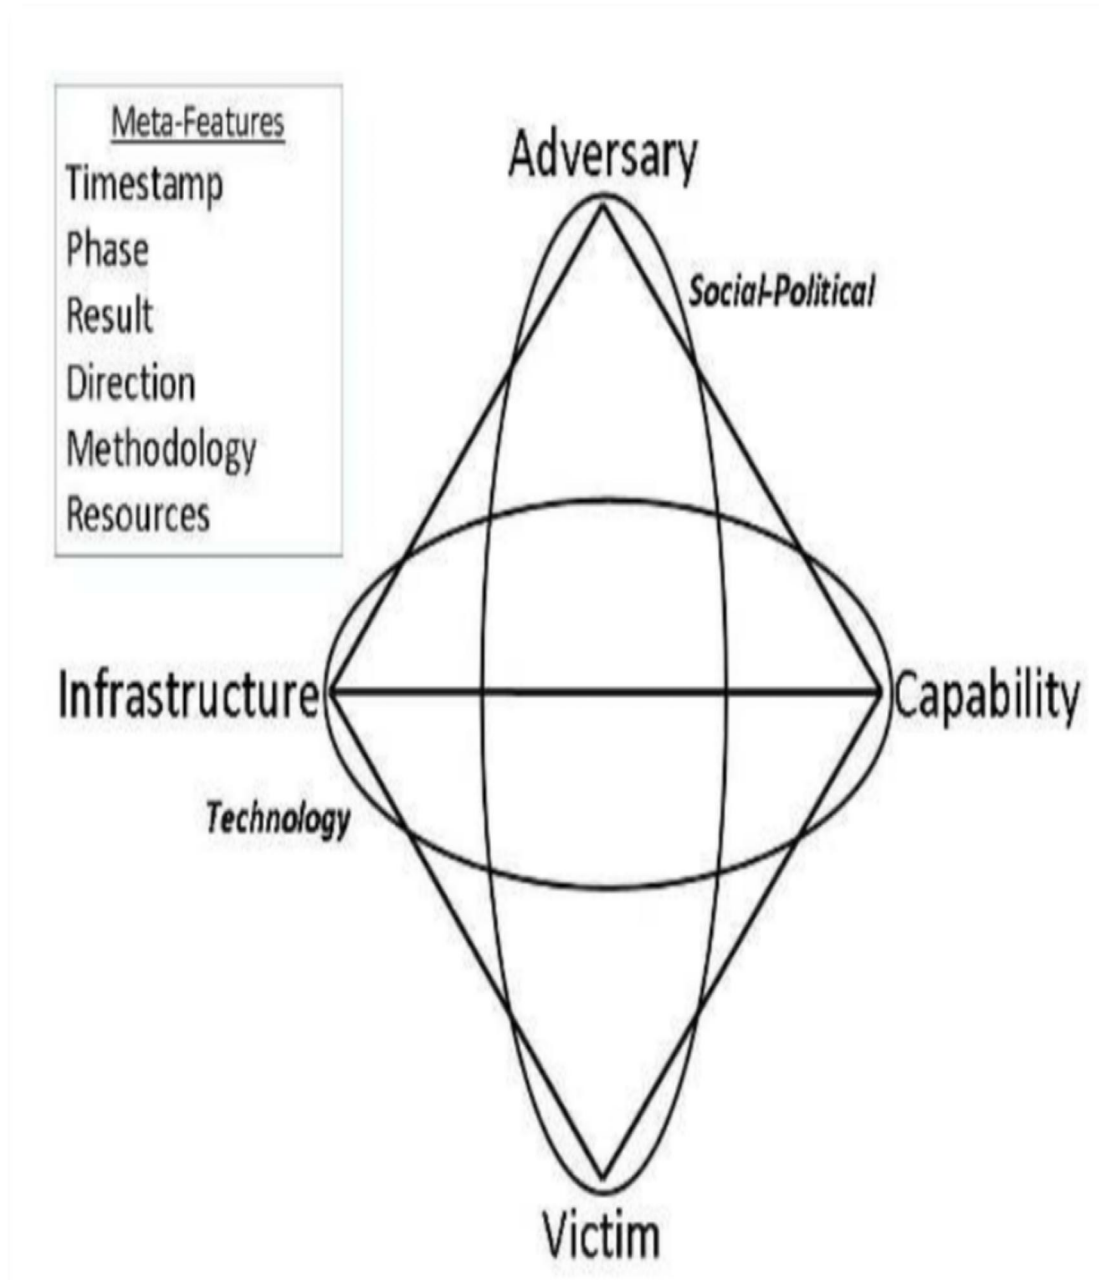 Meta-Features
Timestamp
Phase
Result
Direction
Methodology
Resources
Adversary
Social-Political
Infrastructure
Capability
Technology
Victim